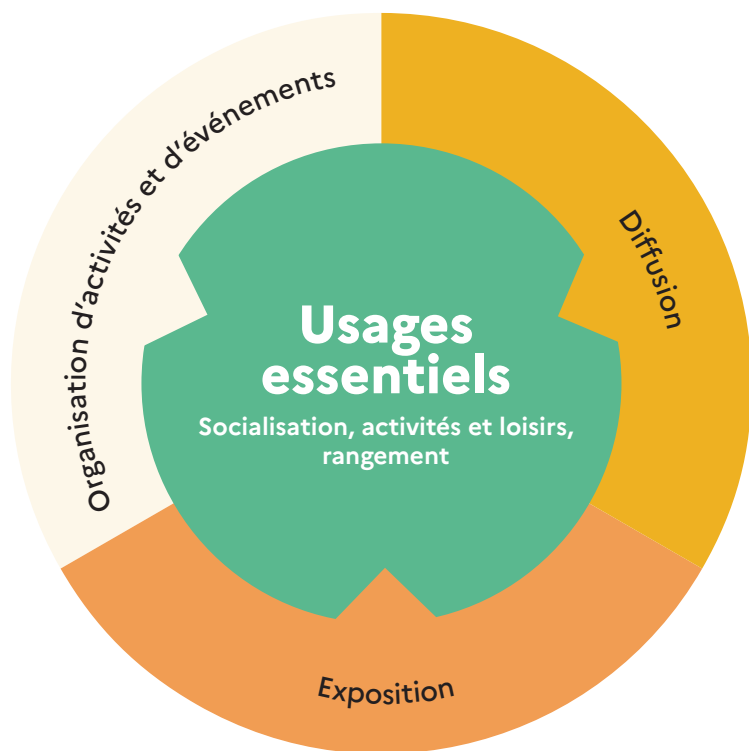 Organisation d'activités et d'événements
Diffusion
Usages
essentiels
Socialisation, activités et loisirs,
rangement
Exposition